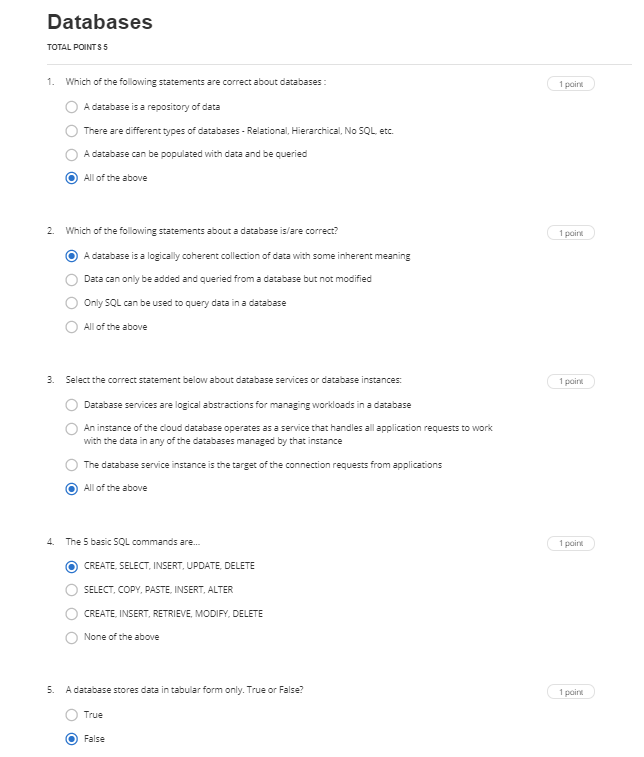 Databases
TOTAL POINTS 5
1. Which of the following statements are correct about databases : 1 point
A database is a repository of data
There are different types of databases - Relational, Hierarchical, No SQL, etc.
A database can be populated with data and be queried
All of the above
2. Which of the following statements about a database is/are correct? 1 point
A database is a logically coherent collection of data with some inherent meaning
Data can only be added and queried from a database but not modified
Only SQL can be used to query data in a database
All of the above
3. Select the correct statement below about database services or database instances: 1 point
Database services are logical abstractions for managing workloads in a database
An instance of the cloud database operates as a service that handles all application requests to work
with the data in any of the databases managed by that instance
The database service instance is the target of the connection requests from applications
All of the above
4. The 5 basic SQL commands are... 1 point
CREATE, SELECT, INSERT, UPDATE, DELETE
SELECT, COPY, PASTE, INSERT, ALTER
CREATE, INSERT, RETRIEVE, MODIFY, DELETE
None of the above
5. A database stores data in tabular form only. True or False? 1 point
True
False